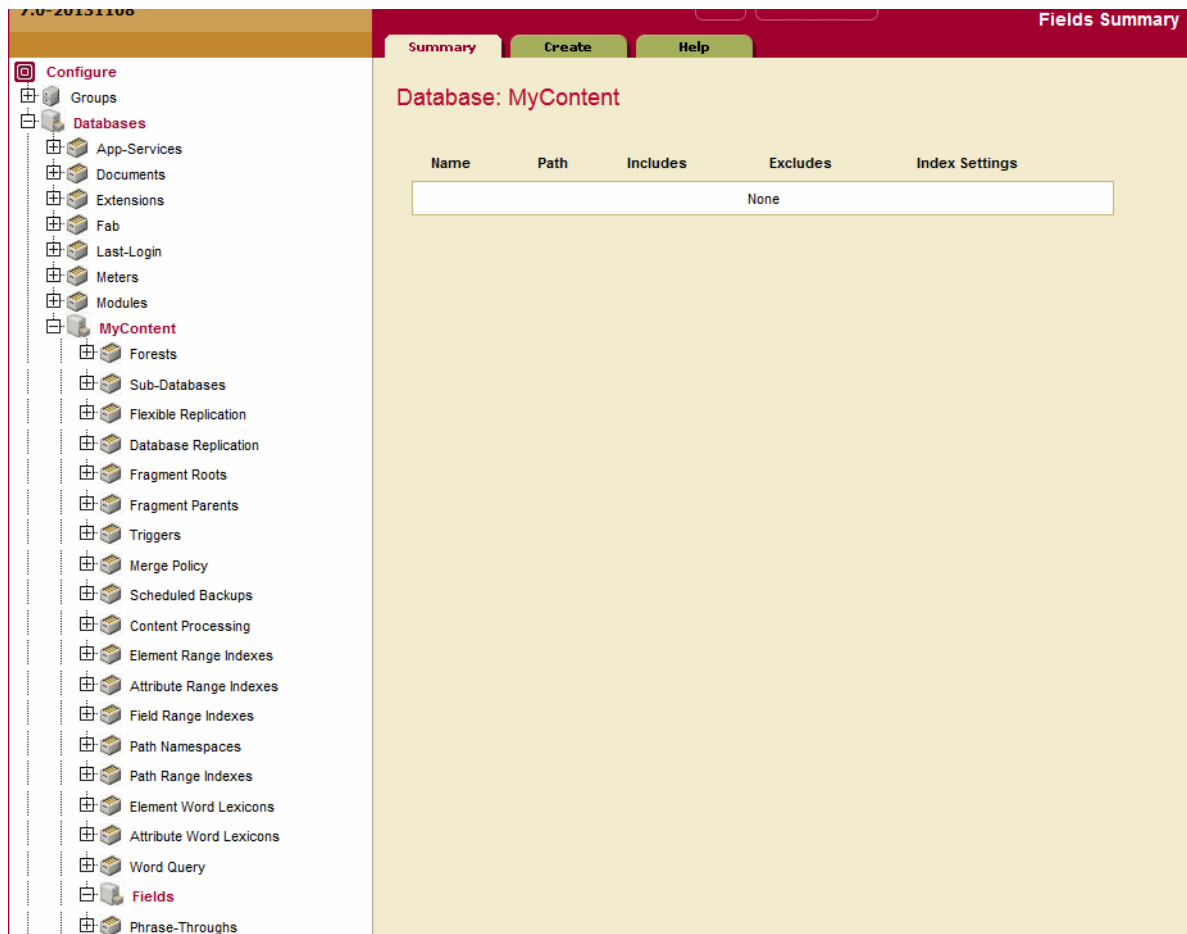 7.0-20131108
Fields Summary
Summary Create Help
Configure
Groups
Databases
App-Services
Documents
Extensions
Fab
Last-Login
Meters
Modules
MyContent
Forests
Sub-Databases
Flexible Replication
Database Replication
Fragment Roots
Fragment Parents
Triggers
Merge Policy
Scheduled Backups
Content Processing
Element Range Indexes
Attribute Range Indexes
Field Range Indexes
Path Namespaces
Path Range Indexes
Element Word Lexicons
Attribute Word Lexicons
Word Query
Fields
Phrase-Throughs
Database: MyContent
Name Path Includes Excludes Index Settings
None